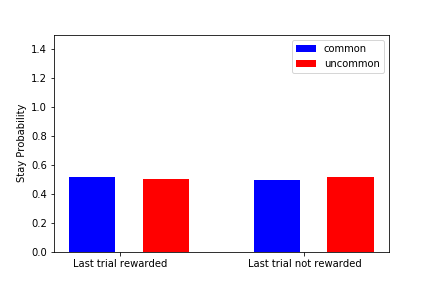 1.4
1.2
1.0
0.8
0.6
0.4
0.2
0.0
Stay Probability
common
uncommon
Last trial rewarded
Last trial not rewarded